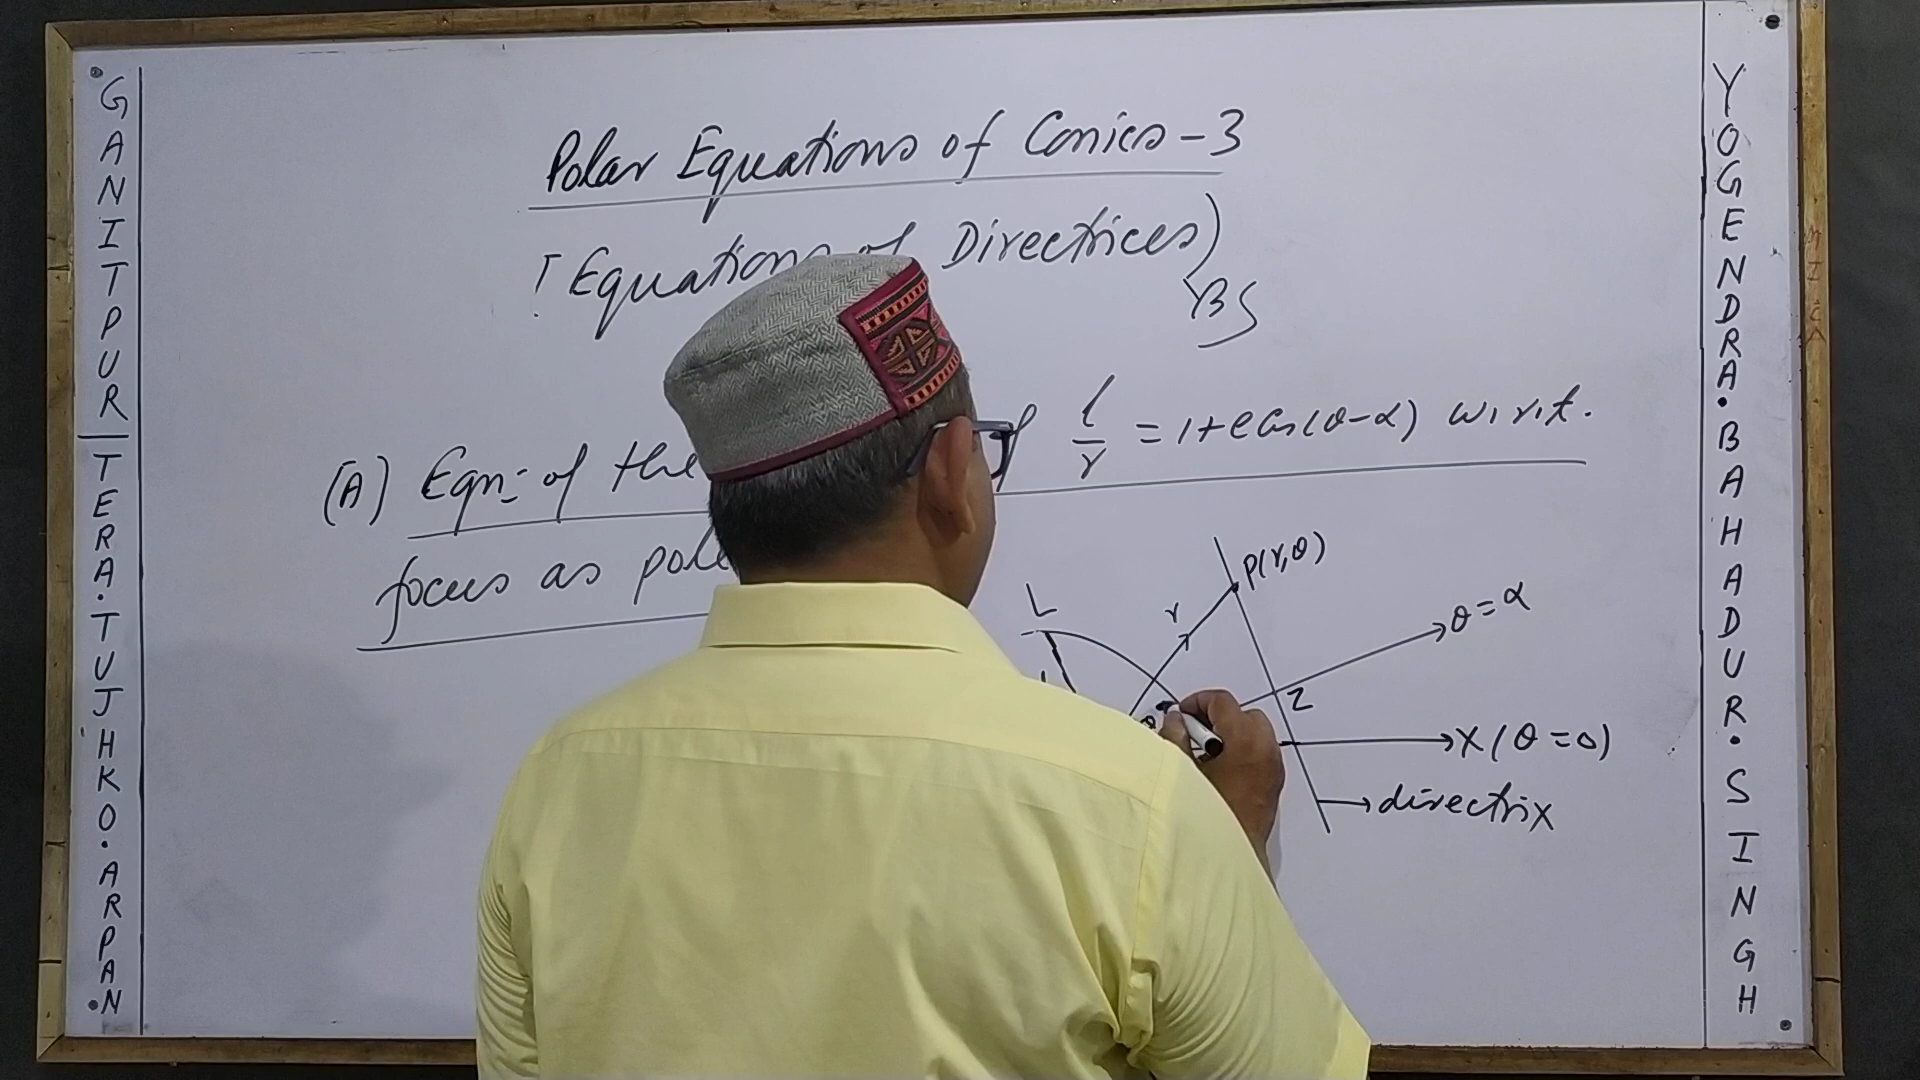 GANITPUR
TERA.TUJHKO.ARPAN.
Polar Equations of Conics-3
[Equations of Directrices)
YBS
(A) Eqn:- of the
l/r = 1+e cos(θ-α) w.r.t.
focus as pole
L
P(r,θ)
r
θ=α
Z
X(θ=0)
directrix
YOGENDRA.BAHADUR.SINGH